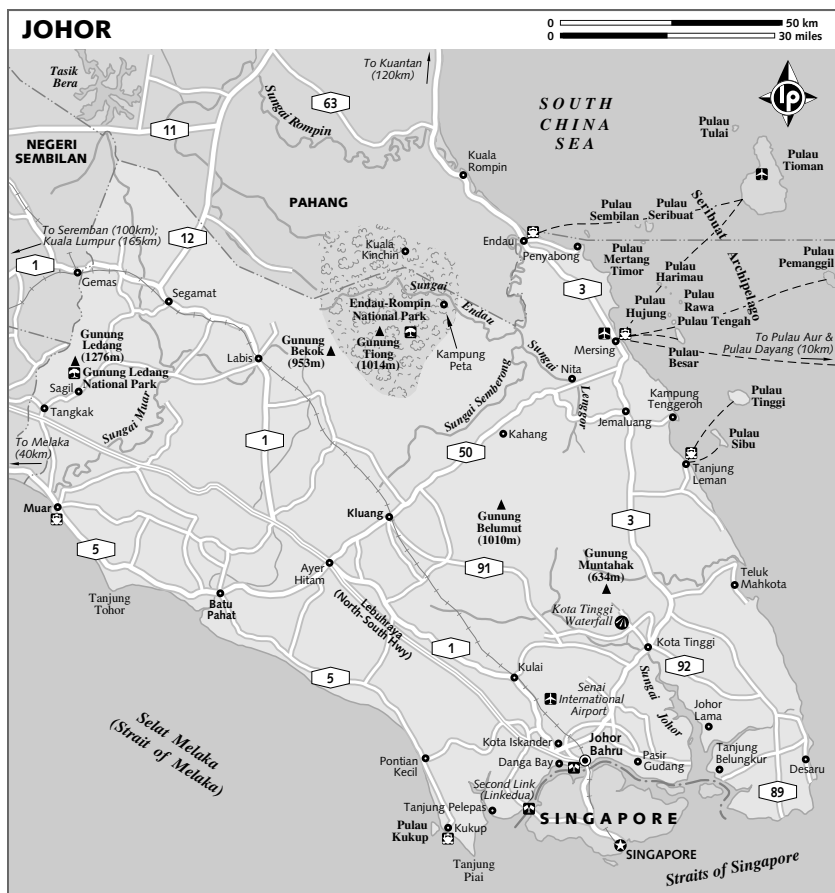 JOHOR
0 50 km
0 30 miles
To Kuantan
(120km)
Tasik
Bera
63
Sungai Rompin
SOUTH
CHINA
SEA
lp
Pulau
Tulai
11
NEGERI
SEMBILAN
Kuala
Rompin
Pulau
Tioman
PAHANG
Pulau
Sembilan
Pulau
Seribuat
Seribuat
Archipelago
To Seremban (100km);
Kuala Lumpur (165km)
12
Kuala
Kinchin
Endau
Penyabong
Pulau
Mertang
Timor
Pulau
Harimau
Pulau
Pemanggil
1
Gemas
Segamat
Sungai
Endau
Endau-Rompin
National Park
3
Pulau
Hujung
Pulau
Rawa
Pulau Tengah
Gunung
Ledang
(1276m)
Gunung Ledang
National Park
Labis
Gunung
Bekok
(953m)
Gunung
Tiong
(1014m)
Kampung
Peta
Mersing
To Pulau Aur &
Pulau Dayang (10km)
Pulau
Besar
Sagil
Tangkak
Sungai Muar
Sungai Semberong
Sungai
Lenggor
Nita
Kampung
Tenggeroh
Pulau
Tinggi
Jemaluang
Pulau
Sibu
To Melaka
(40km)
1
50
Kahang
Tanjung
Leman
Muar
Kluang
Gunung
Belumut
(1010m)
3
5
Ayer
Hitam
91
Gunung
Muntahak
(634m)
Teluk
Mahkota
Tanjung
Tohor
Batu
Pahat
Lebuhraya
(North-South Hwy)
Kota Tinggi
Waterfall
Kota Tinggi
1
92
5
Kulai
Sungai
Johor
Senai
International
Airport
Johor
Lama
Selat Melaka
(Strait of Melaka)
Kota Iskander
Johor
Bahru
Pontian
Kecil
Danga Bay
Pasir
Gudang
Tanjung
Belungkur
Desaru
Second Link
(Linkedua)
89
Tanjung Pelepas
SINGAPORE
Pulau
Kukup
Kukup
Tanjung
Piai
SINGAPORE
Straits of Singapore